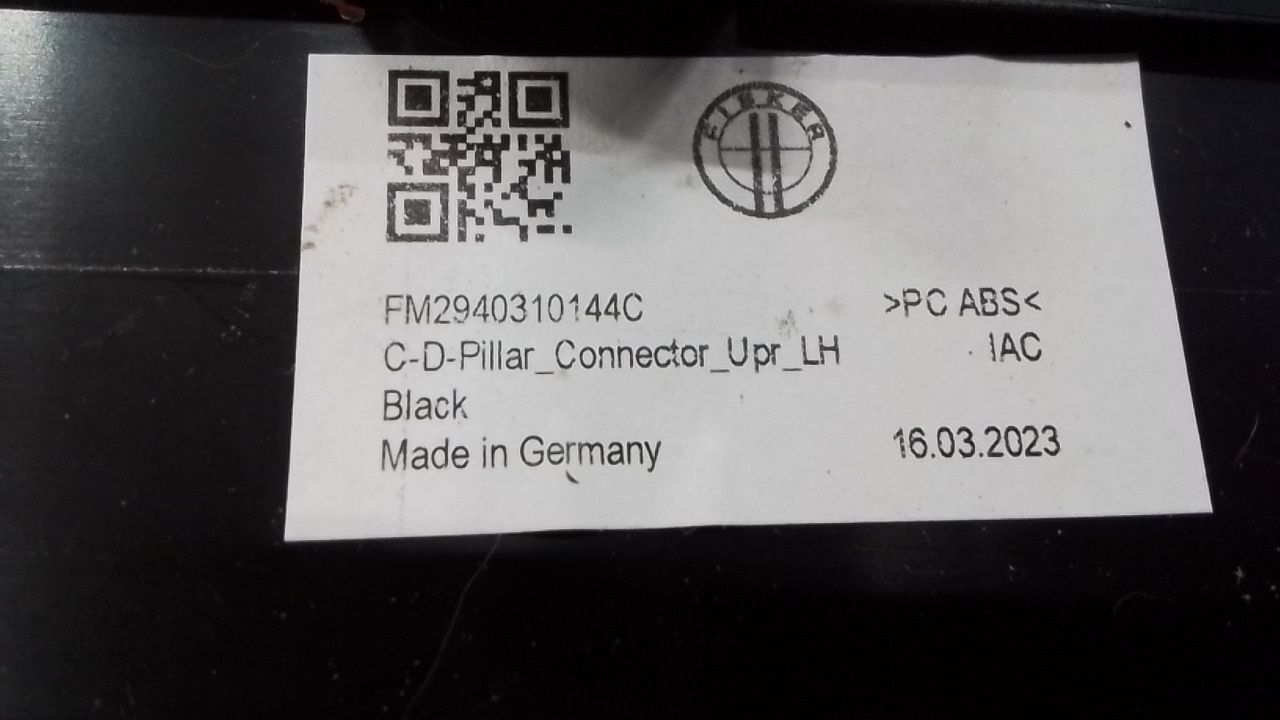 FISKER
FM2940310144C
>PC ABS<
C-D-Pillar_Connector_Upr_LH
IAC
Black
Made in Germany
16.03.2023